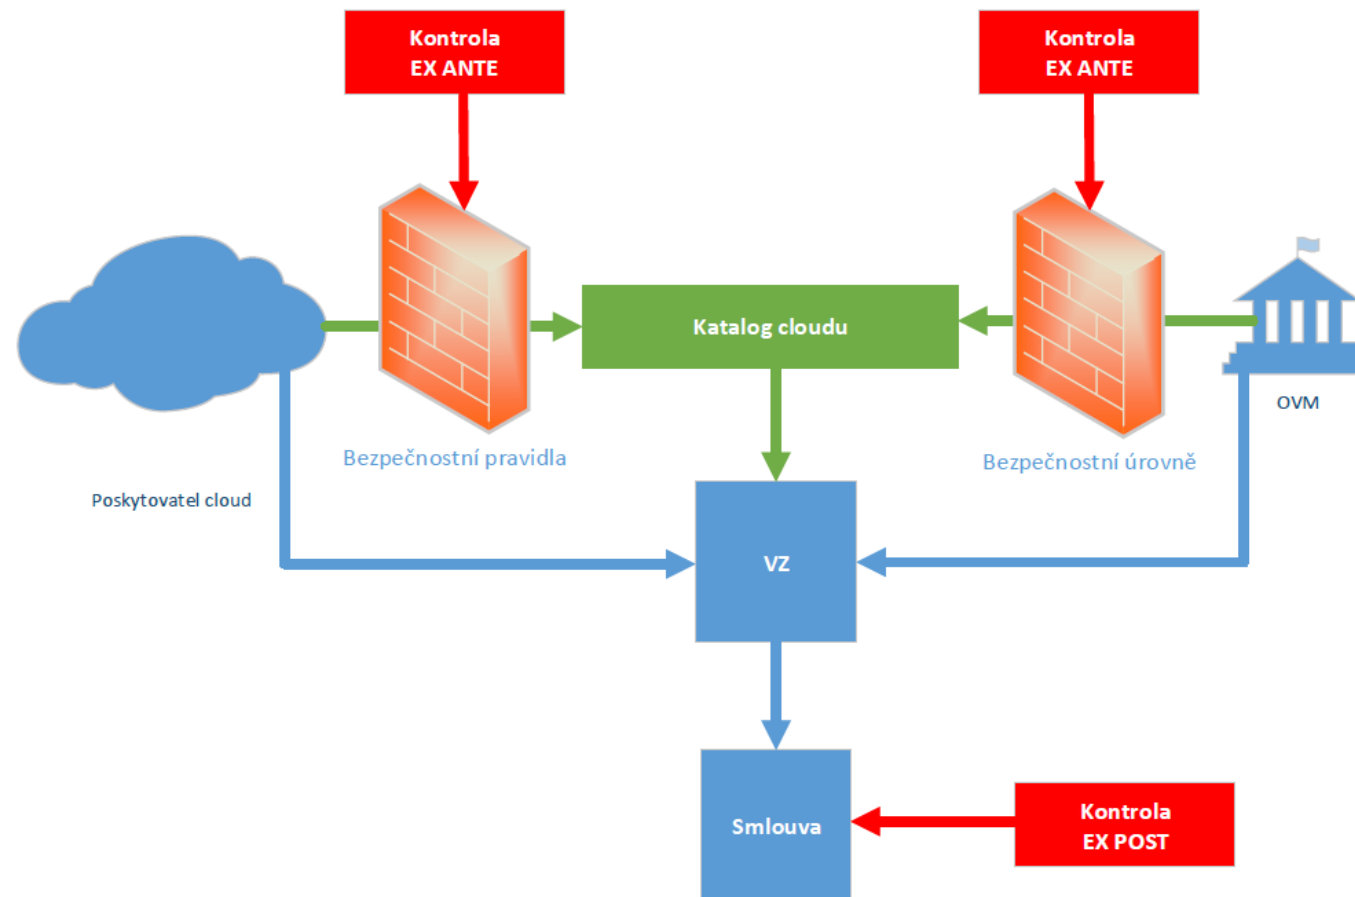 Kontrola
EX ANTE
Kontrola
EX ANTE
Katalog cloudu
OVM
Bezpečnostní pravidla
Bezpečnostní úrovně
Poskytovatel cloud
VZ
Smlouva
Kontrola
EX POST